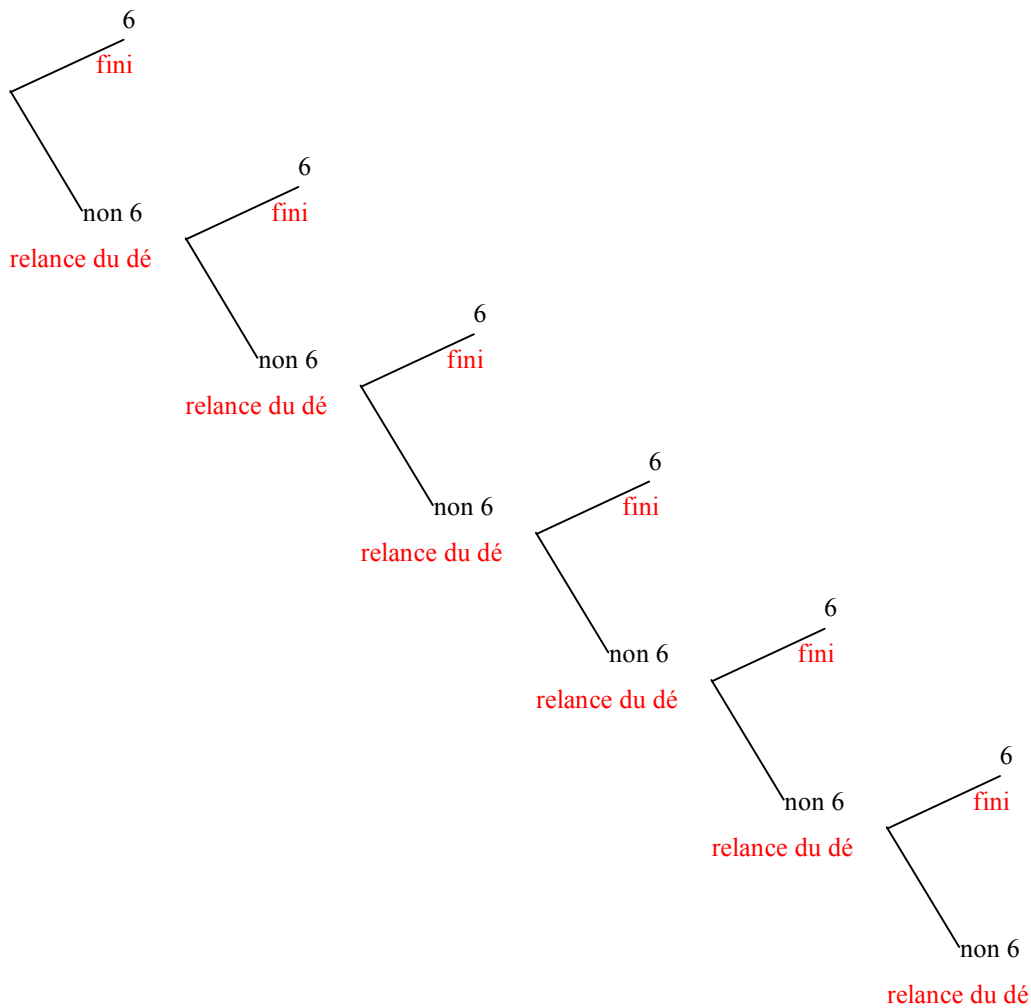 6
fini
non 6
relance du dé
6
fini
non 6
relance du dé
6
fini
non 6
relance du dé
6
fini
non 6
relance du dé
6
fini
non 6
relance du dé
6
fini
non 6
relance du dé